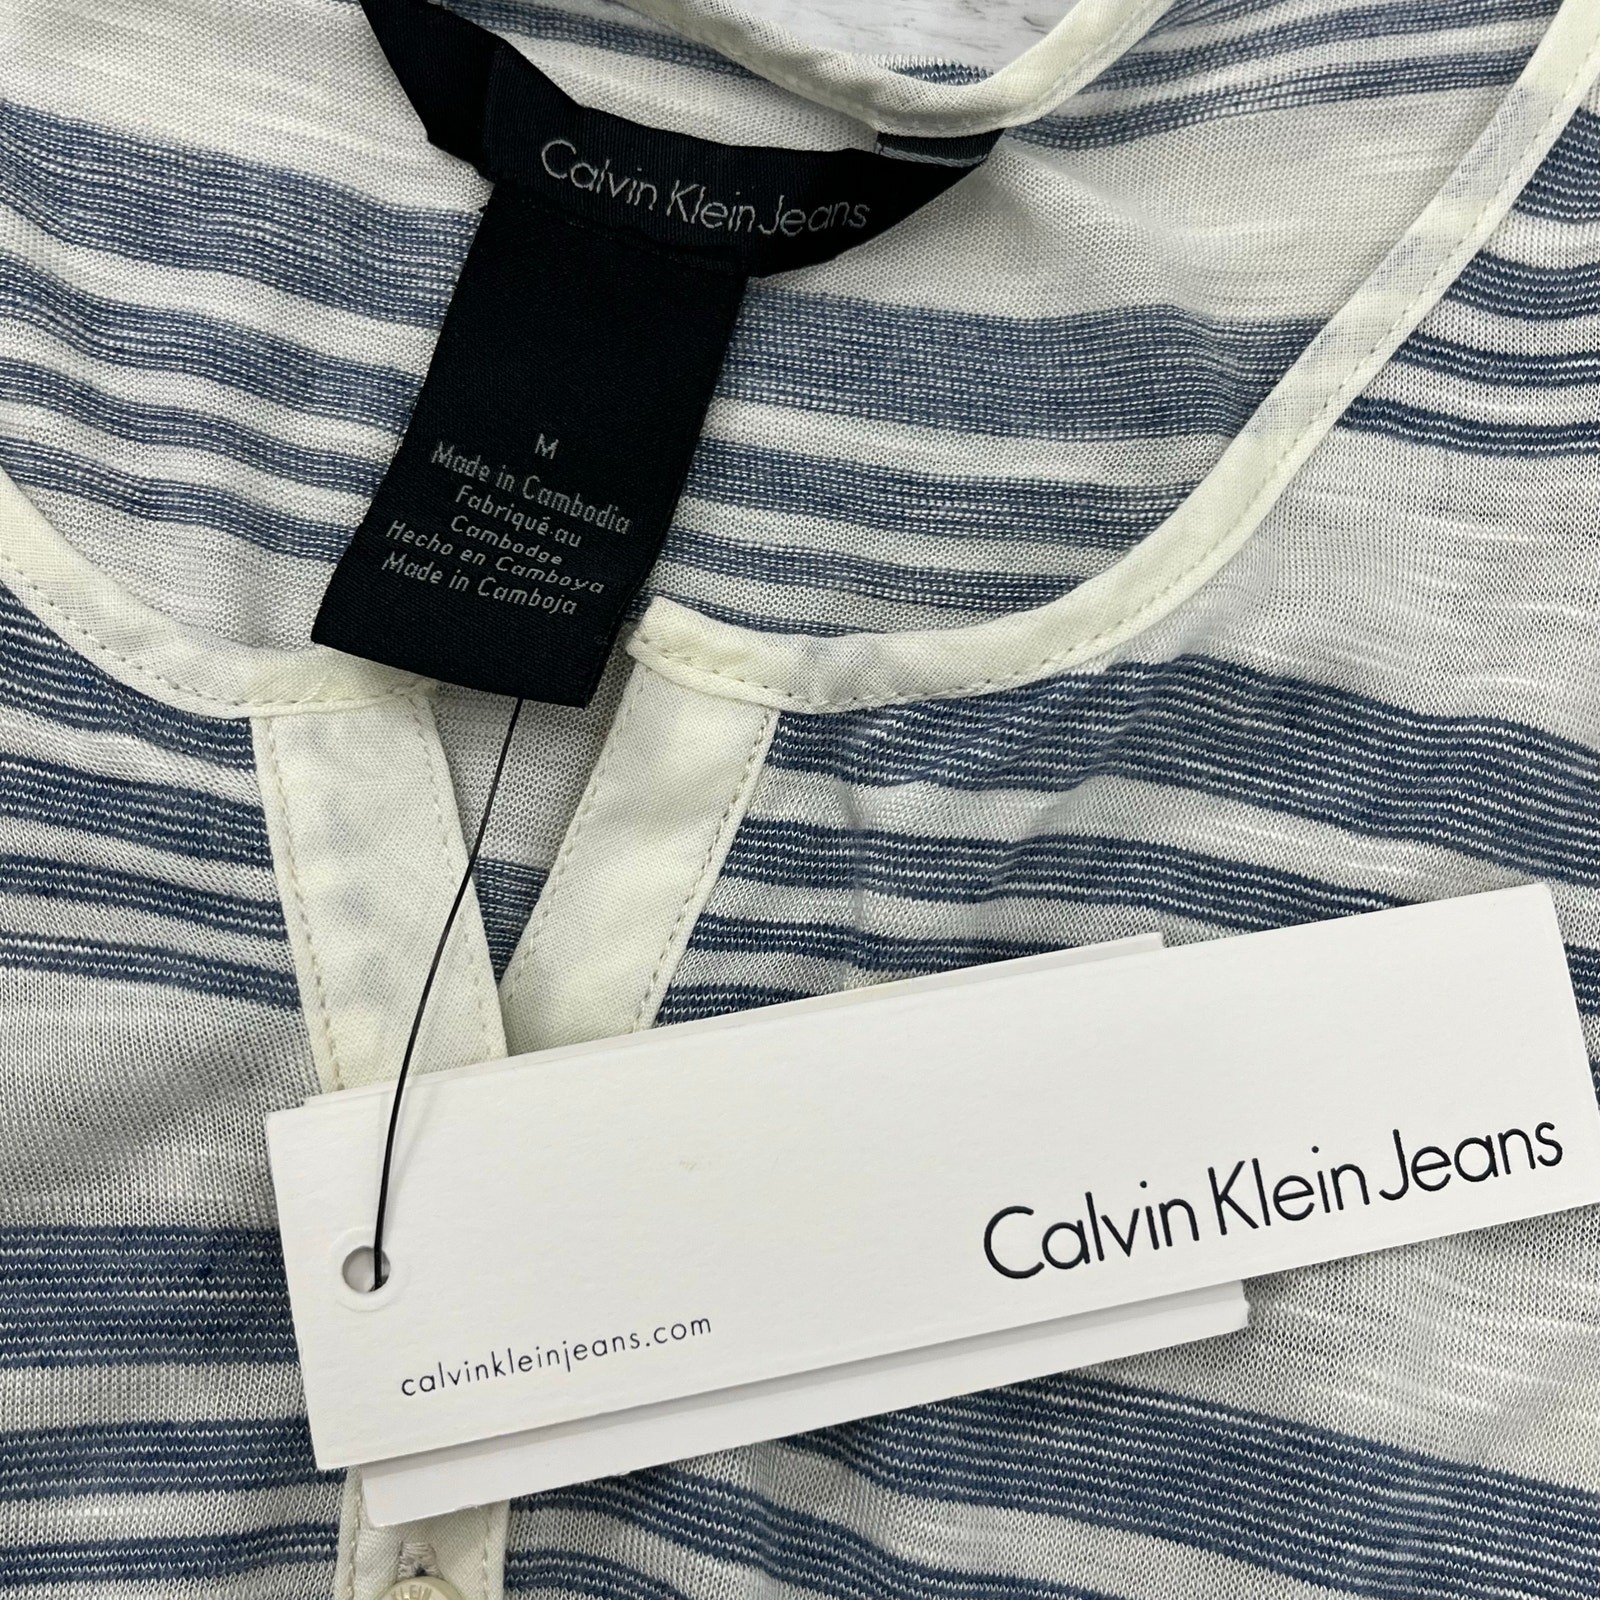 Calvin Klein Jeans
M
Made in Cambodia
Fabriqué au
Cambodge
Hecho en Camboya
Made in Camboja
Calvin Klein Jeans
calvinkleinjeans.com
KLEIN